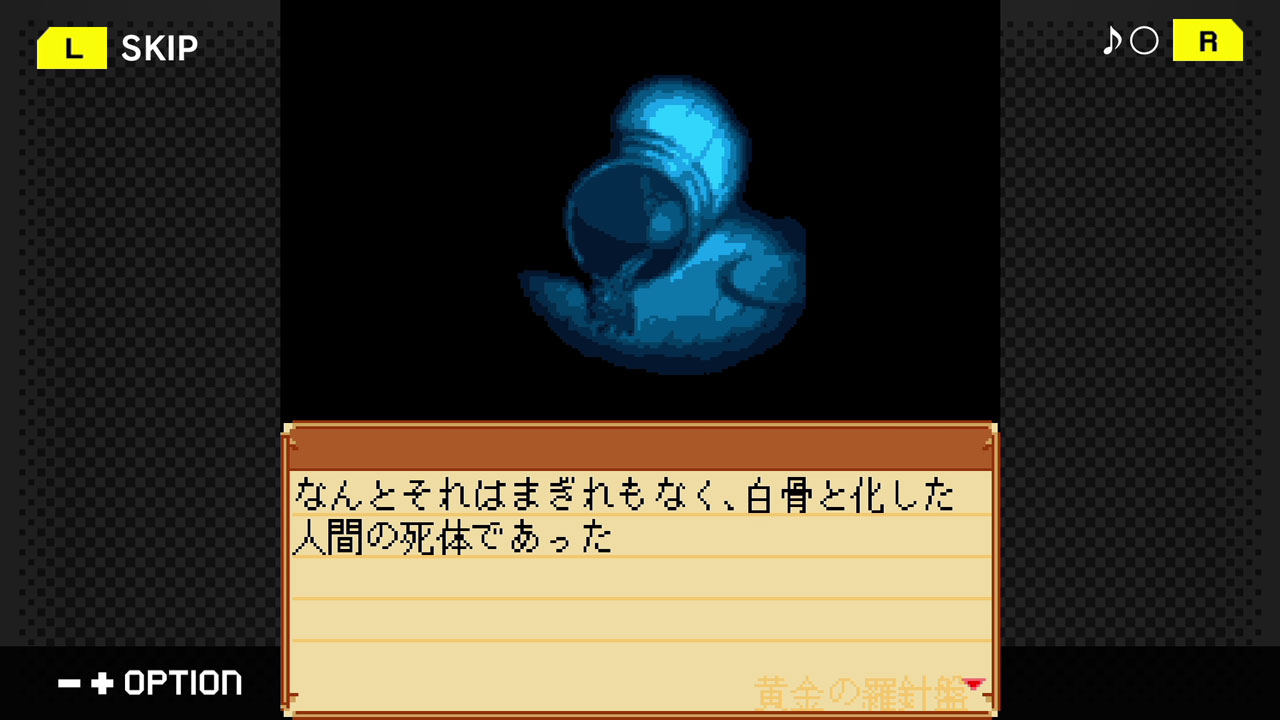 L SKIP
♪○ R
なんとそれはまぎれもなく、白骨と化した
人間の死体であった
黄金の羅針盤
− + OPTION